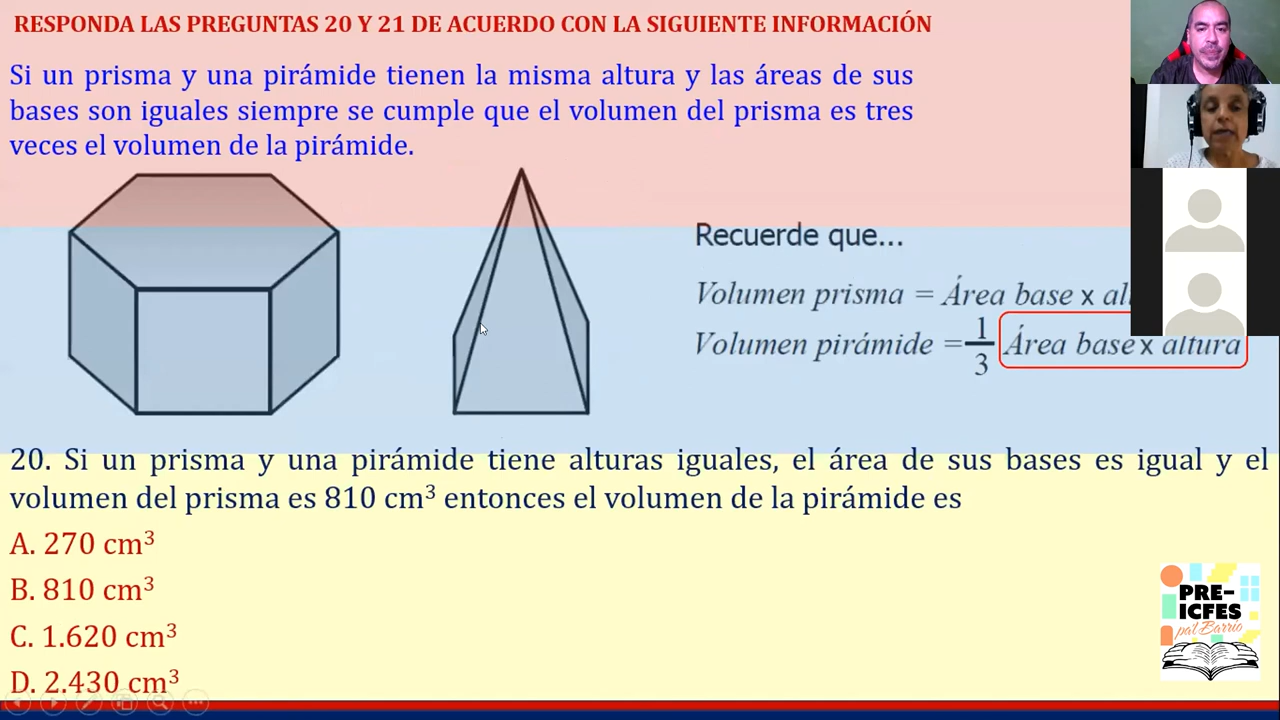 RESPONDA LAS PREGUNTAS 20 Y 21 DE ACUERDO CON LA SIGUIENTE INFORMACIÓN
Si un prisma y una pirámide tienen la misma altura y las áreas de sus
bases son iguales siempre se cumple que el volumen del prisma es tres
veces el volumen de la pirámide.
Recuerde que...
Volumen prisma = Área base x
Volumen pirámide = 1/3 Área base x altura
20. Si un prisma y una pirámide tiene alturas iguales, el área de sus bases es igual y el
volumen del prisma es 810 cm³ entonces el volumen de la pirámide es
A. 270 cm³
B. 810 cm³
C. 1.620 cm³
D. 2.430 cm³
PRE-
ICFES
pa'l Barrio